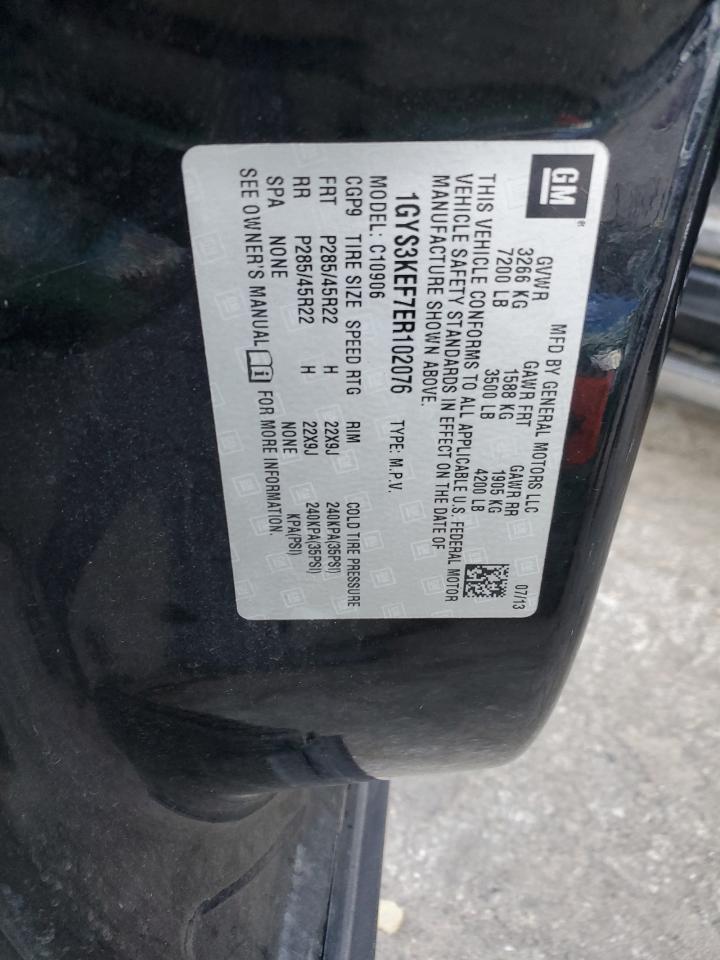 GM®
MFD BY GENERAL MOTORS LLC 07/13
GVWR GAWR FRT GAWR RR
3266 KG 1588 KG 1905 KG
7200 LB 3500 LB 4200 LB
THIS VEHICLE CONFORMS TO ALL APPLICABLE U.S. FEDERAL MOTOR
VEHICLE SAFETY STANDARDS IN EFFECT ON THE DATE OF
MANUFACTURE SHOWN ABOVE.
1GYS3KEF7ER102076 TYPE: M.P.V.
MODEL: C10906
CGP9 TIRE SIZE SPEED RTG RIM COLD TIRE PRESSURE
FRT P285/45R22 H 22X9J 240KPA(35PSI)
RR P285/45R22 H 22X9J 240KPA(35PSI)
SPA NONE NONE KPA(PSI)
SEE OWNER'S MANUAL FOR MORE INFORMATION.